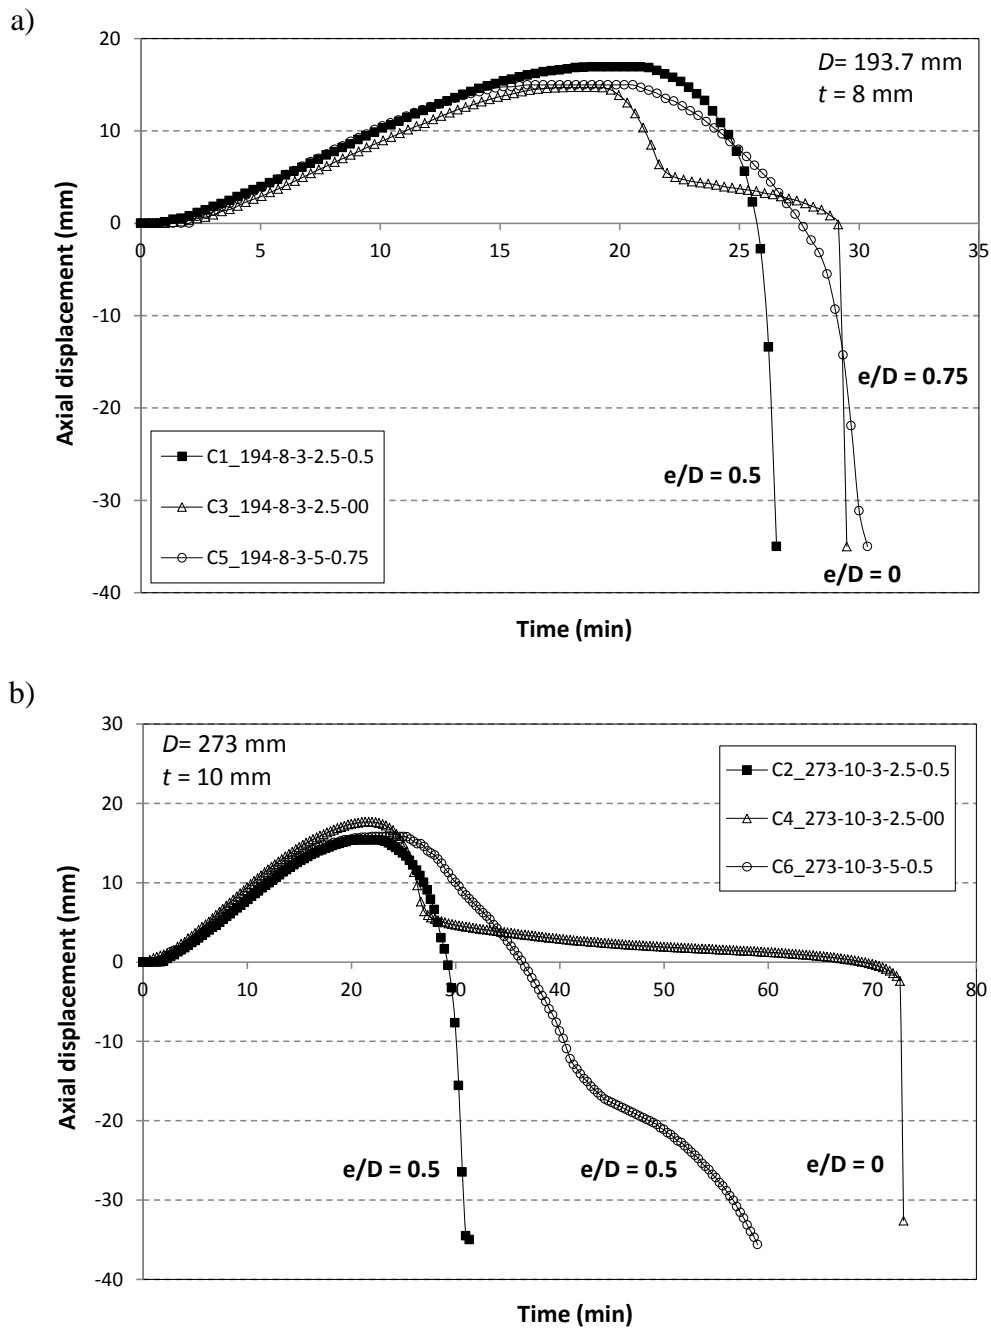 a)
20
10
0
-10
-20
-30
-40
0 5 10 15 20 25 30 35
Axial displacement (mm)
Time (min)
D= 193.7 mm
t = 8 mm
e/D = 0.75
e/D = 0.5
e/D = 0
C1_194-8-3-2.5-0.5
C3_194-8-3-2.5-00
C5_194-8-3-5-0.75
b)
30
20
10
0
-10
-20
-30
-40
0 10 20 30 40 50 60 70 80
Axial displacement (mm)
Time (min)
D= 273 mm
t = 10 mm
C2_273-10-3-2.5-0.5
C4_273-10-3-2.5-00
C6_273-10-3-5-0.5
e/D = 0.5
e/D = 0.5
e/D = 0